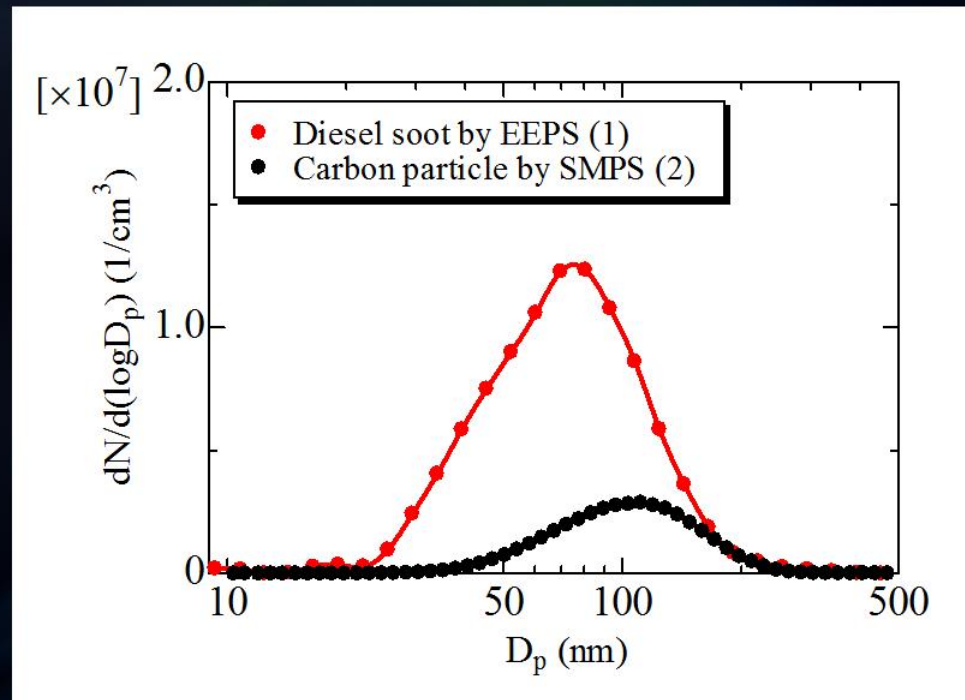 [×10⁷]
2.0
1.0
0
dN/d(logDₚ) (1/cm³)
Diesel soot by EEPS (1)
Carbon particle by SMPS (2)
10 50 100 500
Dₚ (nm)